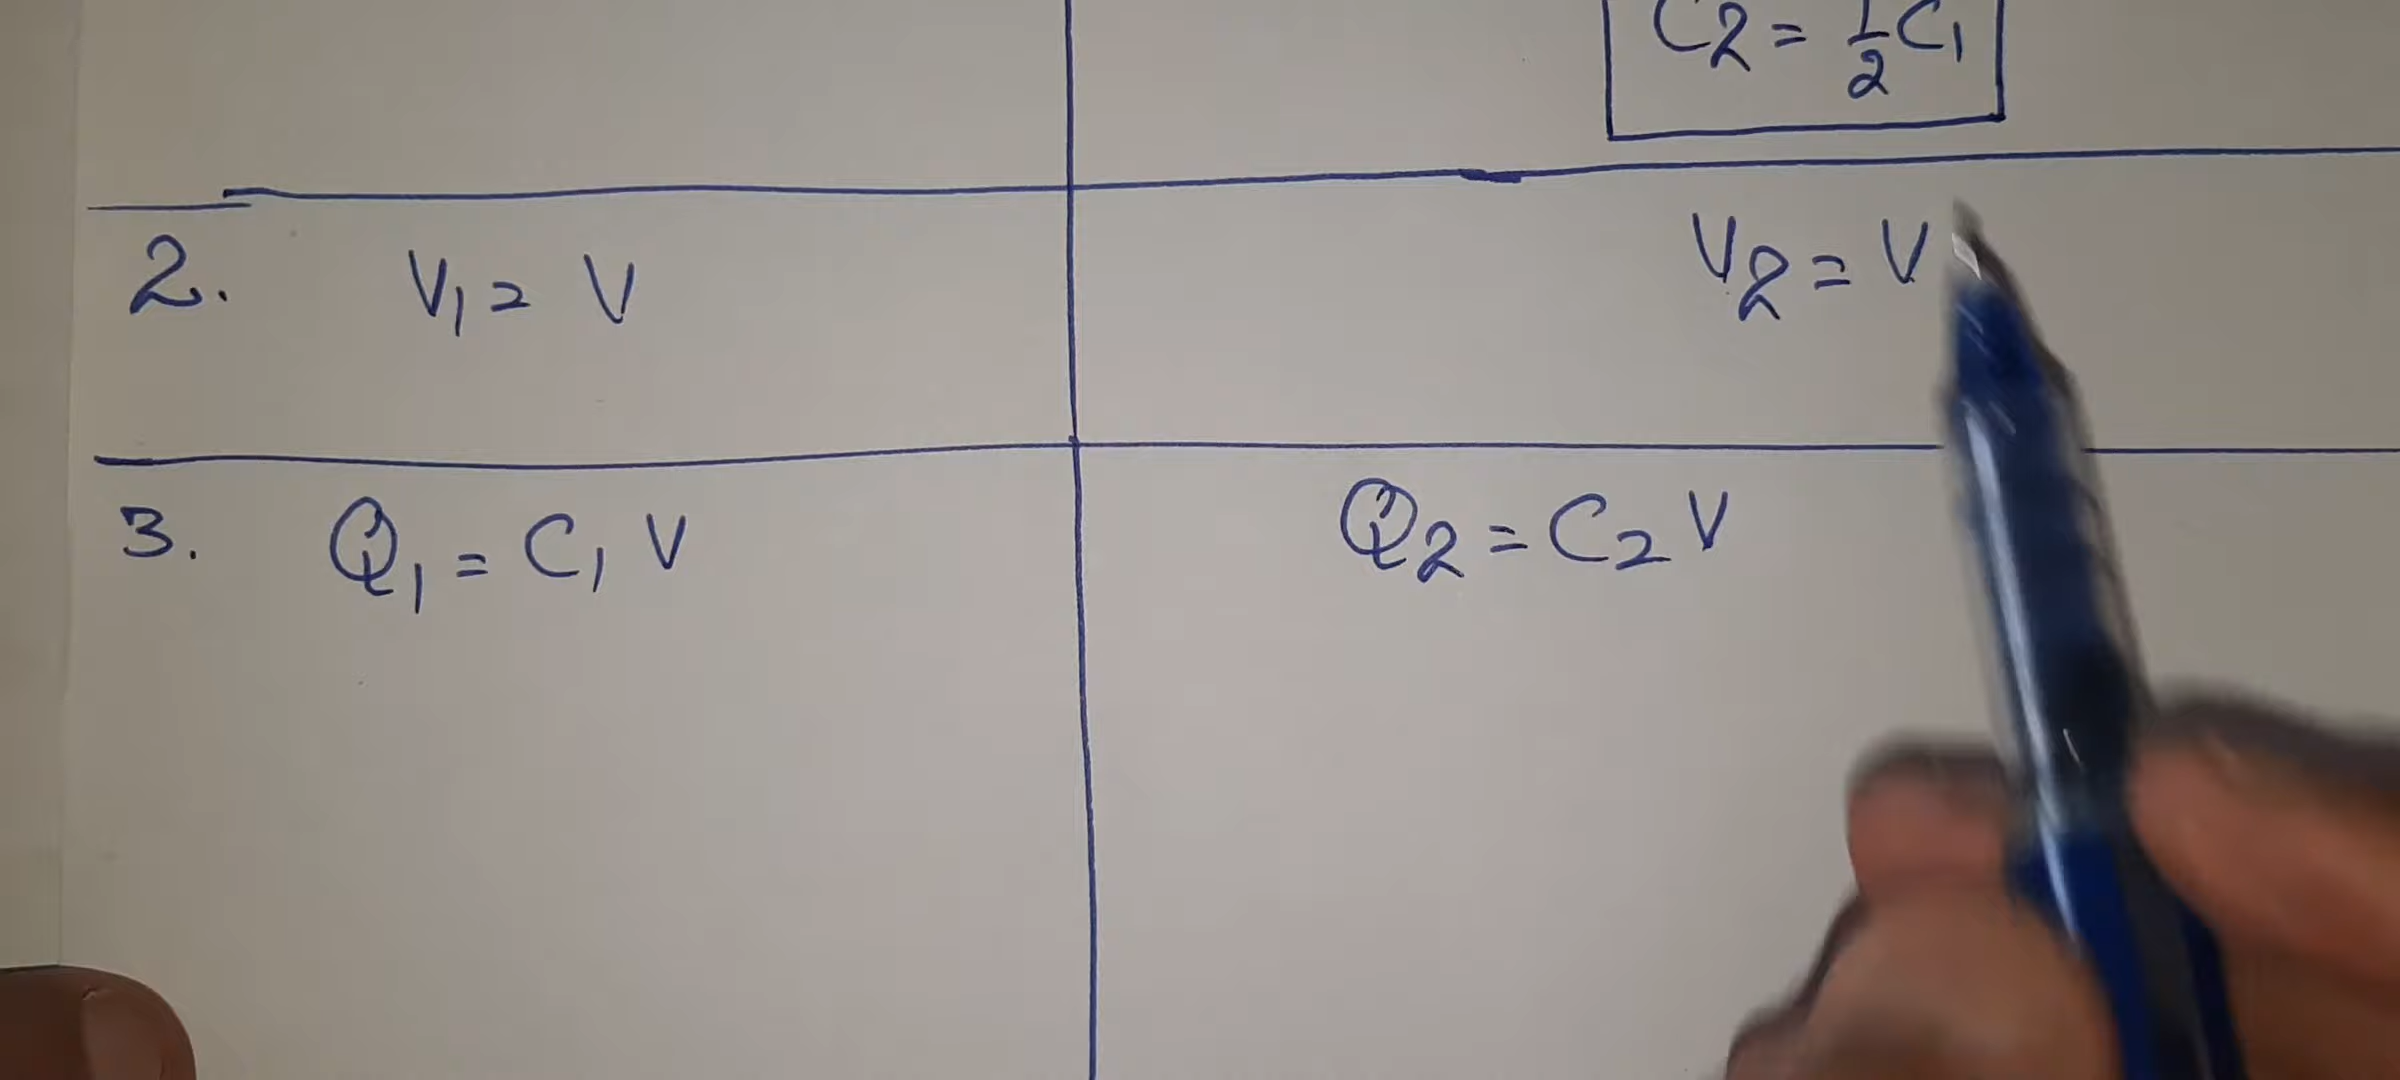 C2 = 1/2 C1
2. V1 = V
V2 = V
3. Q1 = C1 V
Q2 = C2 V